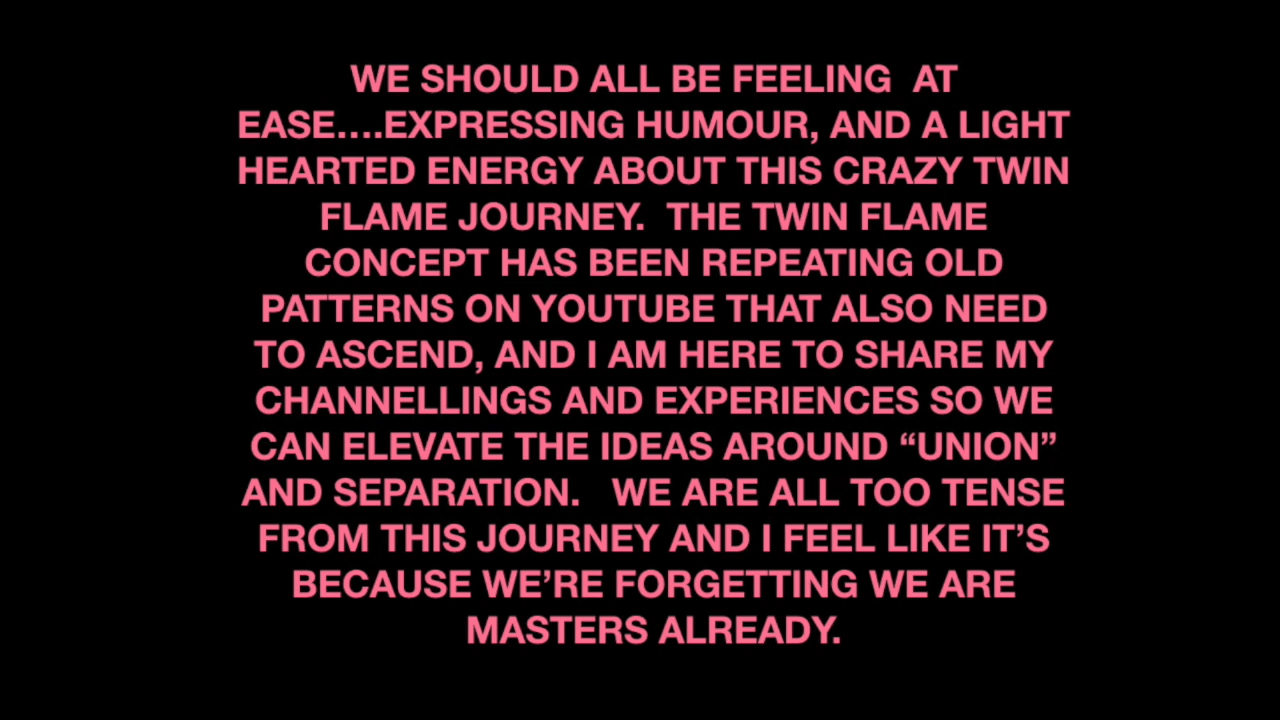 WE SHOULD ALL BE FEELING  AT
EASE....EXPRESSING HUMOUR, AND A LIGHT
HEARTED ENERGY ABOUT THIS CRAZY TWIN
FLAME JOURNEY.  THE TWIN FLAME
CONCEPT HAS BEEN REPEATING OLD
PATTERNS ON YOUTUBE THAT ALSO NEED
TO ASCEND, AND I AM HERE TO SHARE MY
CHANNELLINGS AND EXPERIENCES SO WE
CAN ELEVATE THE IDEAS AROUND “UNION”
AND SEPARATION.   WE ARE ALL TOO TENSE
FROM THIS JOURNEY AND I FEEL LIKE IT’S
BECAUSE WE’RE FORGETTING WE ARE
MASTERS ALREADY.